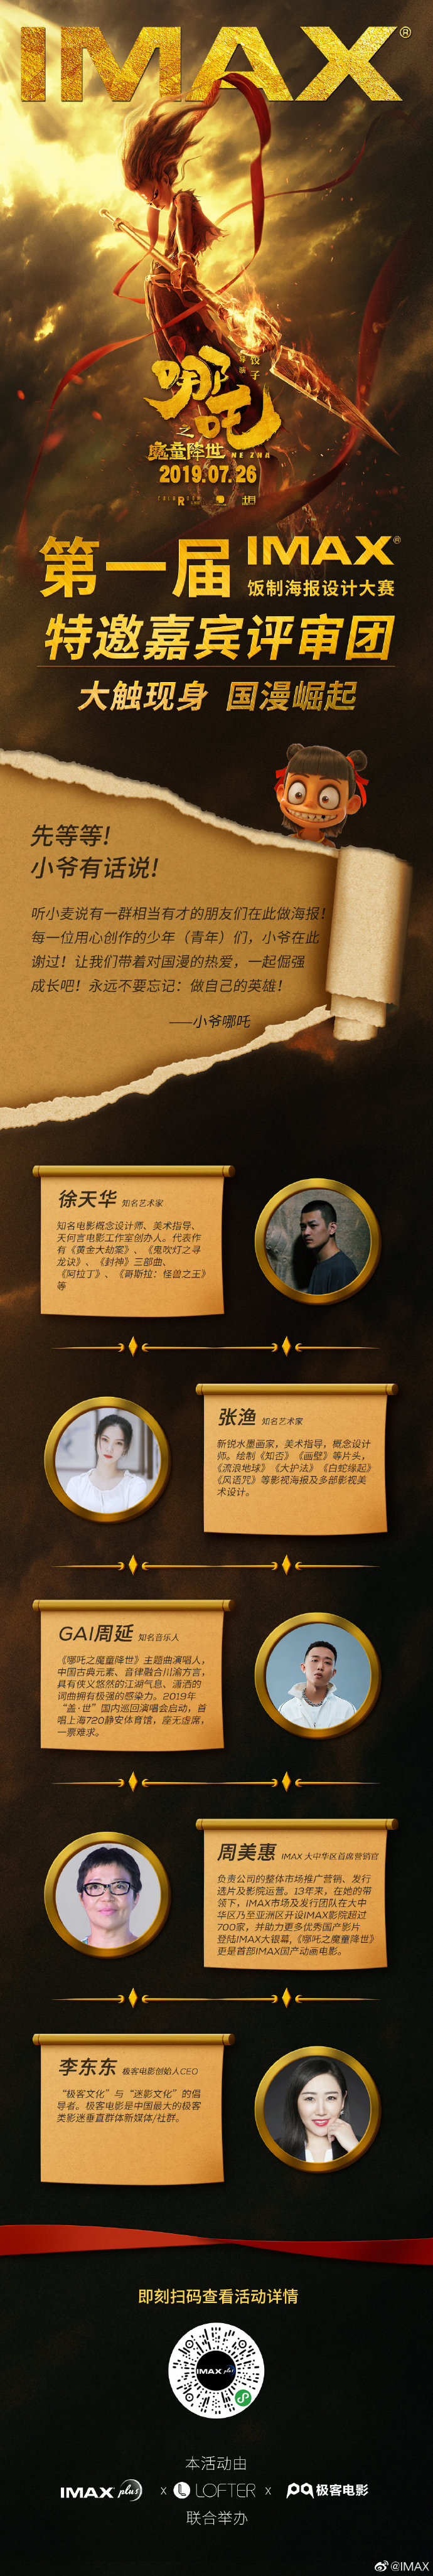 IMAX®
导演 饺子
哪吒
之
魔童降世 NE ZHA
2019.07.26
第一届 IMAX®
饭制海报设计大赛
特邀嘉宾评审团
大触现身 国漫崛起
先等等!
小爷有话说!
听小麦说有一群相当有才的朋友们在此做海报!
每一位用心创作的少年（青年）们，小爷在此
谢过！让我们带着对国漫的热爱，一起倔强
成长吧！永远不要忘记：做自己的英雄！
——小爷哪吒
徐天华 知名艺术家
知名电影概念设计师、美术指导、
天何言电影工作室创办人。代表作
有《黄金大劫案》、《鬼吹灯之寻
龙诀》、《封神》三部曲、
《阿拉丁》、《哥斯拉：怪兽之王》
等
张渔 知名艺术家
新锐水墨画家，美术指导，概念设计
师。绘制《知否》《画壁》等片头，
《流浪地球》《大护法》《白蛇缘起》
《风语咒》等影视海报及多部影视美
术设计。
GAI周延 知名音乐人
《哪吒之魔童降世》主题曲演唱人，
中国古典元素、音律融合川渝方言，
具有侠义悠然的江湖气息、潇洒的
词曲拥有极强的感染力。2019年
“盖·世”国内巡回演唱会启动，首
唱上海720静安体育馆，座无虚席，
一票难求。
周美惠 IMAX 大中华区首席营销官
负责公司的整体市场推广营销、发行
选片及影院运营。13年来，在她的带
领下，IMAX市场及发行团队在大中
华区乃至亚洲区开设IMAX影院超过
700家，并助力更多优秀国产影片
登陆IMAX大银幕，《哪吒之魔童降世》
更是首部IMAX国产动画电影。
李东东 极客电影创始人CEO
“极客文化”与“迷影文化”的倡
导者。极客电影是中国最大的极客
类影迷垂直群体新媒体/社群。
即刻扫码查看活动详情
IMAX plus
本活动由
IMAX plus x LOFTER x 极客电影
联合举办
@IMAX